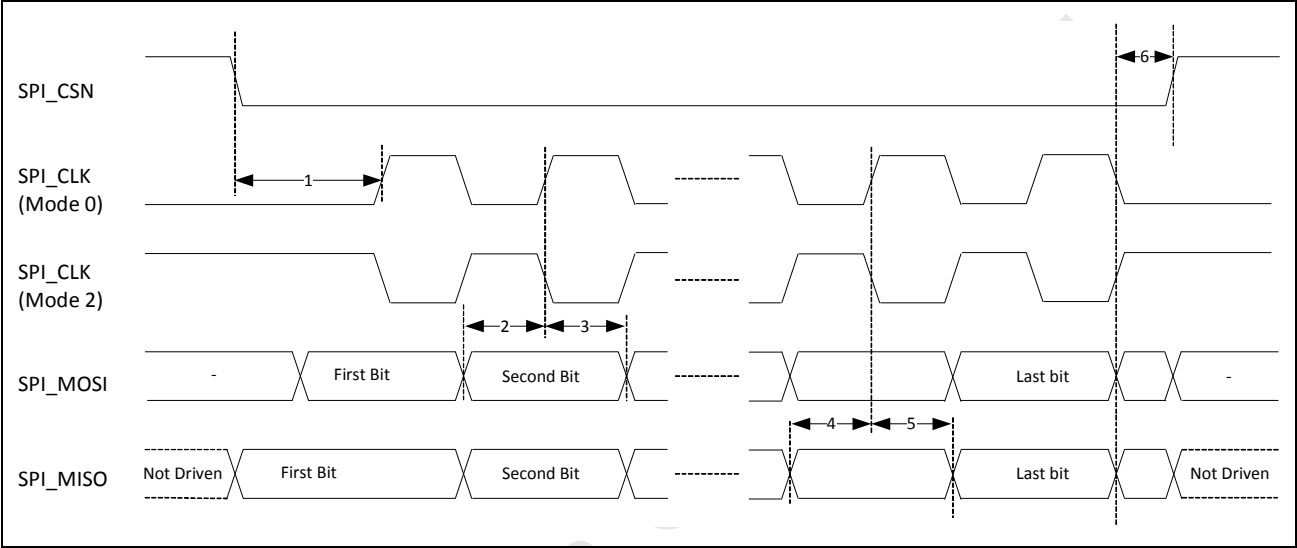 SPI_CSN
6
SPI_CLK
(Mode 0)
1
SPI_CLK
(Mode 2)
2
3
SPI_MOSI
-
First Bit
Second Bit
Last bit
-
4
5
SPI_MISO
Not Driven
First Bit
Second Bit
Last bit
Not Driven